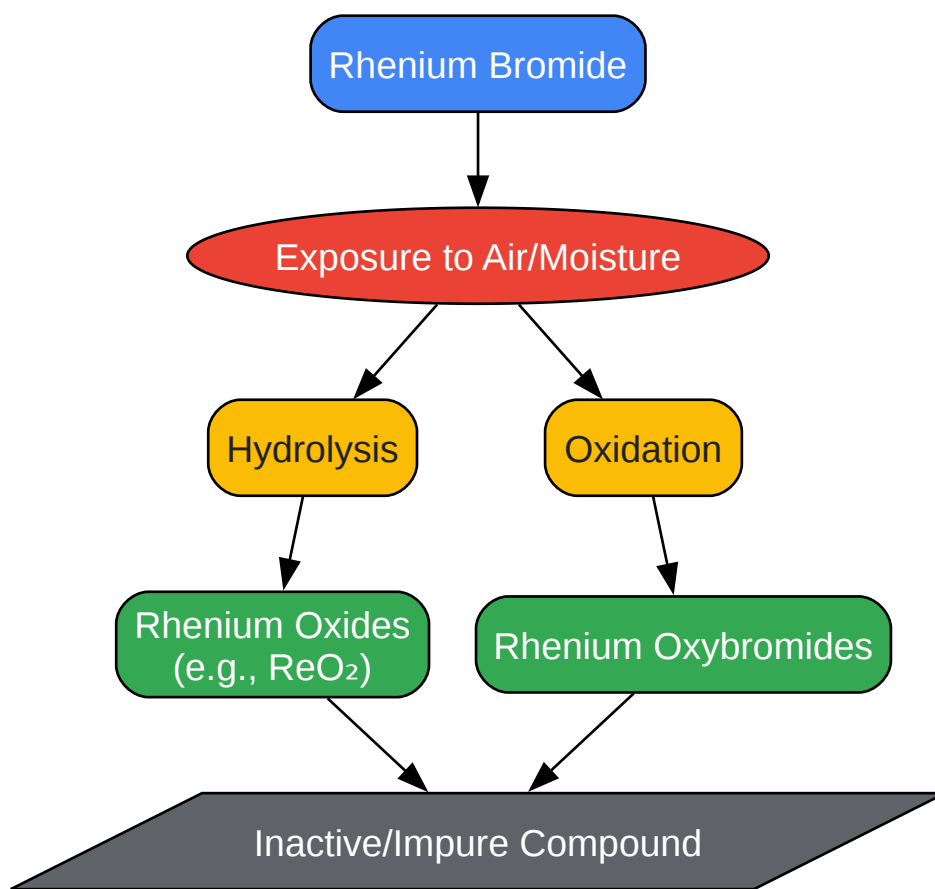 Rhenium Bromide
Exposure to Air/Moisture
Hydrolysis
Oxidation
Rhenium Oxides
(e.g., ReO₂)
Rhenium Oxybromides
Inactive/Impure Compound